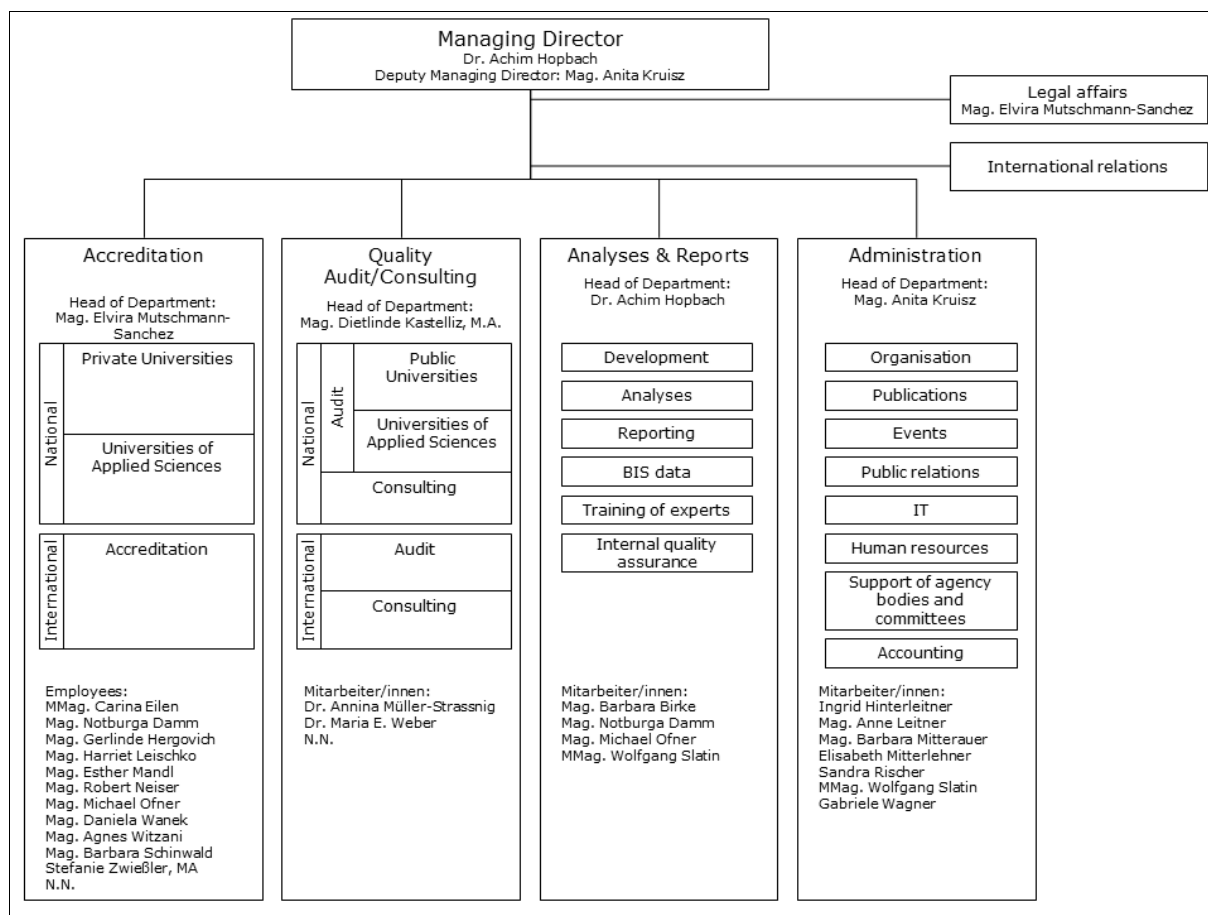 Managing Director
Dr. Achim Hopbach
Deputy Managing Director: Mag. Anita Kruisz
Legal affairs
Mag. Elvira Mutschmann-Sanchez
International relations
Accreditation
Head of Department:
Mag. Elvira Mutschmann-
Sanchez
National
Private Universities
Universities of
Applied Sciences
International
Accreditation
Employees:
MMag. Carina Eilen
Mag. Notburga Damm
Mag. Gerlinde Hergovich
Mag. Harriet Leischko
Mag. Esther Mandl
Mag. Robert Neiser
Mag. Michael Ofner
Mag. Daniela Wanek
Mag. Agnes Witzani
Mag. Barbara Schinwald
Stefanie Zwießler, MA
N.N.
Quality
Audit/Consulting
Head of Department:
Mag. Dietlinde Kastelliz, M.A.
National
Audit
Public
Universities
Universities of
Applied Sciences
Consulting
International
Audit
Consulting
Mitarbeiter/innen:
Dr. Annina Müller-Strassnig
Dr. Maria E. Weber
N.N.
Analyses & Reports
Head of Department:
Dr. Achim Hopbach
Development
Analyses
Reporting
BIS data
Training of experts
Internal quality
assurance
Mitarbeiter/innen:
Mag. Barbara Birke
Mag. Notburga Damm
Mag. Michael Ofner
MMag. Wolfgang Slatin
Administration
Head of Department:
Mag. Anita Kruisz
Organisation
Publications
Events
Public relations
IT
Human resources
Support of agency
bodies and
committees
Accounting
Mitarbeiter/innen:
Ingrid Hinterleitner
Mag. Anne Leitner
Mag. Barbara Mitterauer
Elisabeth Mitterlehner
Sandra Rischer
MMag. Wolfgang Slatin
Gabriele Wagner